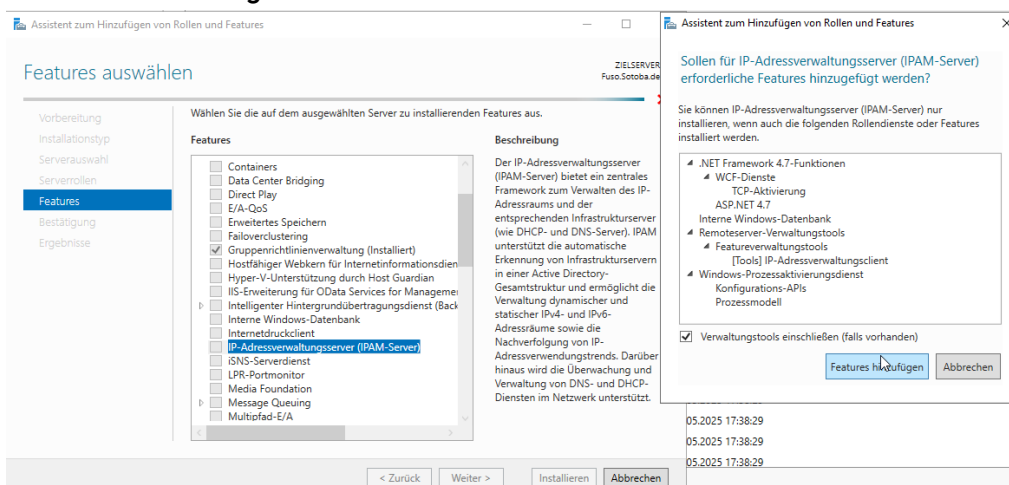 Assistent zum Hinzufügen von Rollen und Features
Features auswählen
ZIELSERVER
Fuso.Sotoba.de
Vorbereitung
Installationstyp
Serverauswahl
Serverrollen
Features
Bestätigung
Ergebnisse
Wählen Sie die auf dem ausgewählten Server zu installierenden Features aus.
Features
Containers
Data Center Bridging
Direct Play
E/A-QoS
Erweitertes Speichern
Failoverclustering
Gruppenrichtlinienverwaltung (Installiert)
Hostfähiger Webkern für Internetinformationsdien
Hyper-V-Unterstützung durch Host Guardian
IIS-Erweiterung für OData Services for Managemen
Intelligenter Hintergrundübertragungsdienst (Back
Interne Windows-Datenbank
Internetdruckclient
IP-Adressverwaltungsserver (IPAM-Server)
iSNS-Serverdienst
LPR-Portmonitor
Media Foundation
Message Queuing
Multipfad-E/A
Beschreibung
Der IP-Adressverwaltungsserver
(IPAM-Server) bietet ein zentrales
Framework zum Verwalten des IP-
Adressraums und der
entsprechenden Infrastrukturserver
(wie DHCP- und DNS-Server). IPAM
unterstützt die automatische
Erkennung von Infrastrukturservern
in einer Active Directory-
Gesamtstruktur und ermöglicht die
Verwaltung dynamischer und
statischer IPv4- und IPv6-
Adressräume sowie die
Nachverfolgung von IP-
Adressverwendungstrends. Darüber
hinaus wird die Überwachung und
Verwaltung von DNS- und DHCP-
Diensten im Netzwerk unterstützt.
< Zurück
Weiter >
Installieren
Abbrechen
Assistent zum Hinzufügen von Rollen und Features
Sollen für IP-Adressverwaltungsserver (IPAM-Server)
erforderliche Features hinzugefügt werden?
Sie können IP-Adressverwaltungsserver (IPAM-Server) nur
installieren, wenn auch die folgenden Rollendienste oder Features
installiert werden.
.NET Framework 4.7-Funktionen
WCF-Dienste
TCP-Aktivierung
ASP.NET 4.7
Interne Windows-Datenbank
Remoteserver-Verwaltungstools
Featureverwaltungstools
[Tools] IP-Adressverwaltungsclient
Windows-Prozessaktivierungsdienst
Konfigurations-APIs
Prozessmodell
Verwaltungstools einschließen (falls vorhanden)
Features hinzufügen
Abbrechen
05.2025 17:38:29
05.2025 17:38:29